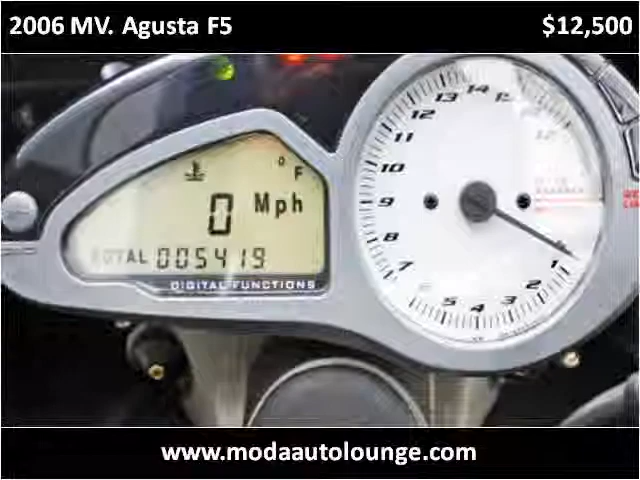 2006 MV. Agusta F5 $12,500
14
13
12
11
10
9
8
7
5
4
3
2
1
°F
0 Mph
TOTAL 005419
DIGITAL FUNCTIONS
www.modaautolounge.com